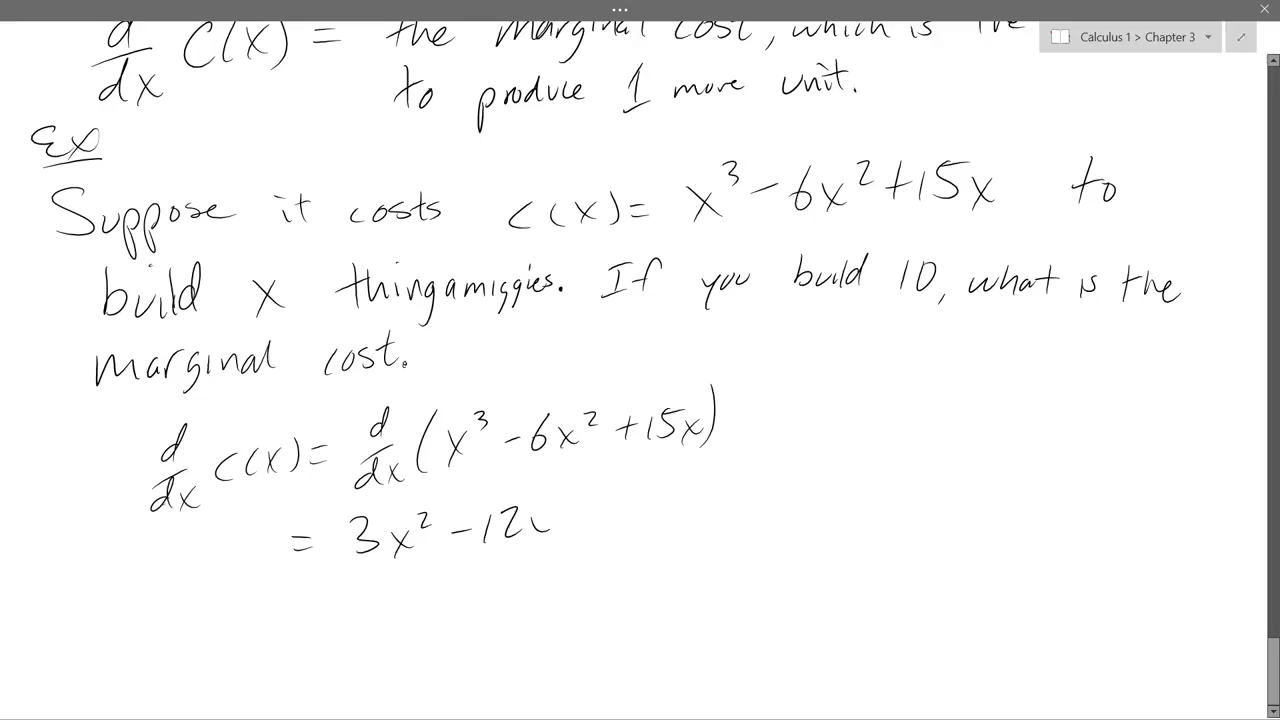 Calculus 1 > Chapter 3
d/dx C(x) = the marginal cost, which is the
to produce 1 more unit.
Ex
Suppose it costs C(x) = x³ - 6x² + 15x to
build x thingamiggies. If you build 10, what is the
marginal cost.
d/dx C(x) = d/dx (x³ - 6x² + 15x)
= 3x² - 12